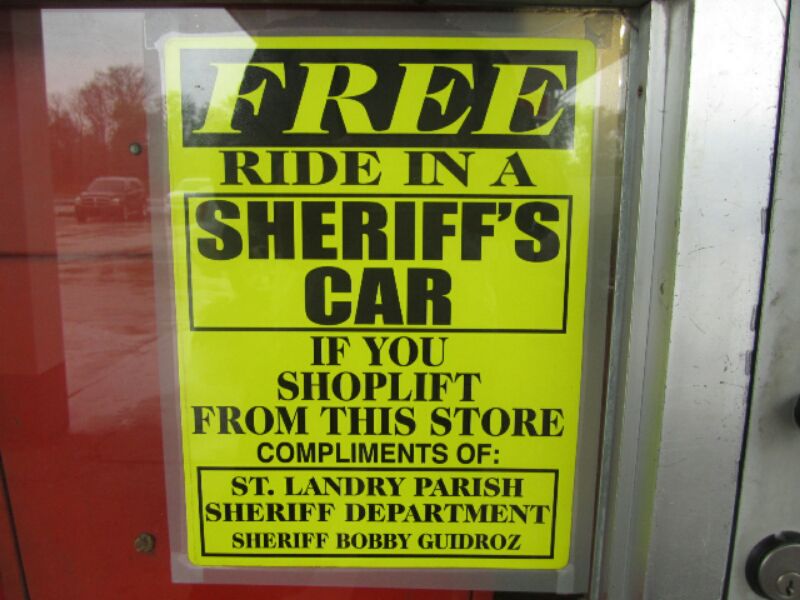 FREE
RIDE IN A
SHERIFF'S
CAR
IF YOU
SHOPLIFT
FROM THIS STORE
COMPLIMENTS OF:
ST. LANDRY PARISH
SHERIFF DEPARTMENT
SHERIFF BOBBY GUIDROZ